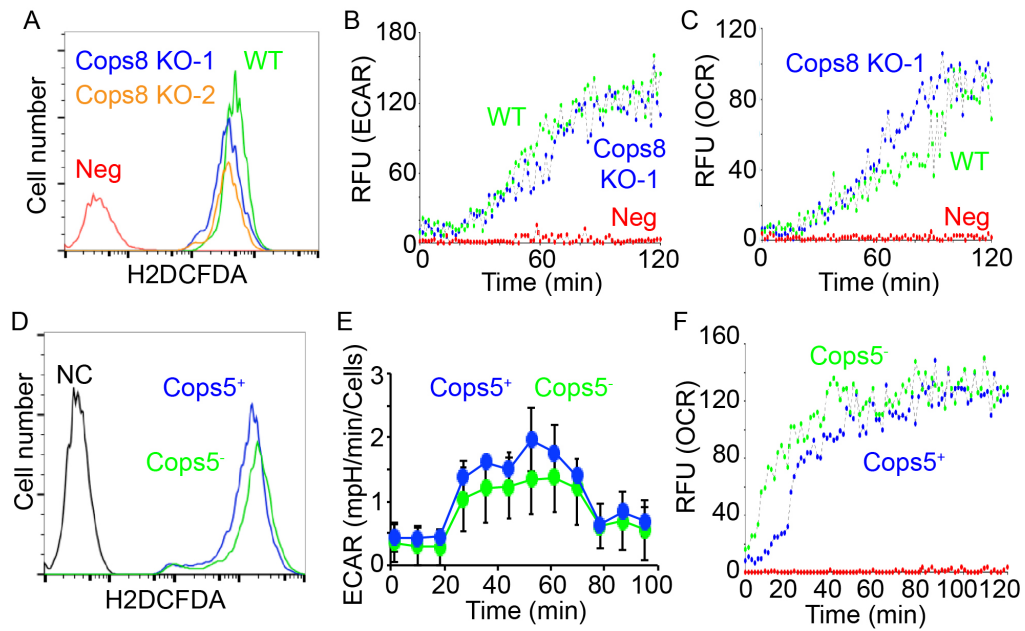 A
Cops8 KO-1
WT
Cops8 KO-2
Neg
Cell number
H2DCFDA
B
180
120
60
0
RFU (ECAR)
WT
Cops8
KO-1
Neg
0
60
120
Time (min)
C
120
80
40
0
RFU (OCR)
Cops8 KO-1
WT
Neg
0
60
120
Time (min)
D
NC
Cops5+
Cops5-
Cell number
H2DCFDA
E
3
2
1
0
ECAR (mpH/min/Cells)
Cops5+
Cops5-
0 20 40 60 80 100
Time (min)
F
160
120
80
40
0
RFU (OCR)
Cops5-
Cops5+
0 20 40 60 80 100 120
Time (min)